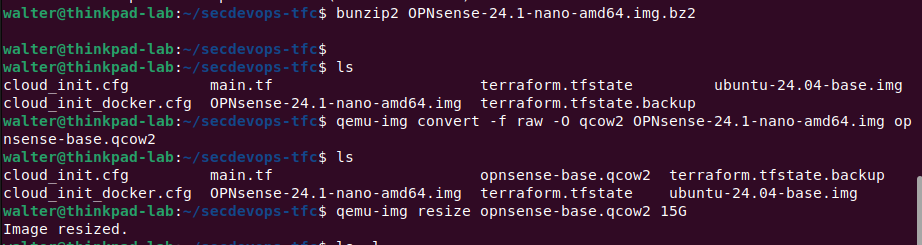 walter@thinkpad-lab:~/secdevops-tfc$ bunzip2 OPNsense-24.1-nano-amd64.img.bz2
walter@thinkpad-lab:~/secdevops-tfc$
walter@thinkpad-lab:~/secdevops-tfc$ ls
cloud_init.cfg main.tf terraform.tfstate ubuntu-24.04-base.img
cloud_init_docker.cfg OPNsense-24.1-nano-amd64.img terraform.tfstate.backup
walter@thinkpad-lab:~/secdevops-tfc$ qemu-img convert -f raw -O qcow2 OPNsense-24.1-nano-amd64.img op
nsense-base.qcow2
walter@thinkpad-lab:~/secdevops-tfc$ ls
cloud_init.cfg main.tf opnsense-base.qcow2 terraform.tfstate.backup
cloud_init_docker.cfg OPNsense-24.1-nano-amd64.img terraform.tfstate ubuntu-24.04-base.img
walter@thinkpad-lab:~/secdevops-tfc$ qemu-img resize opnsense-base.qcow2 15G
Image resized.